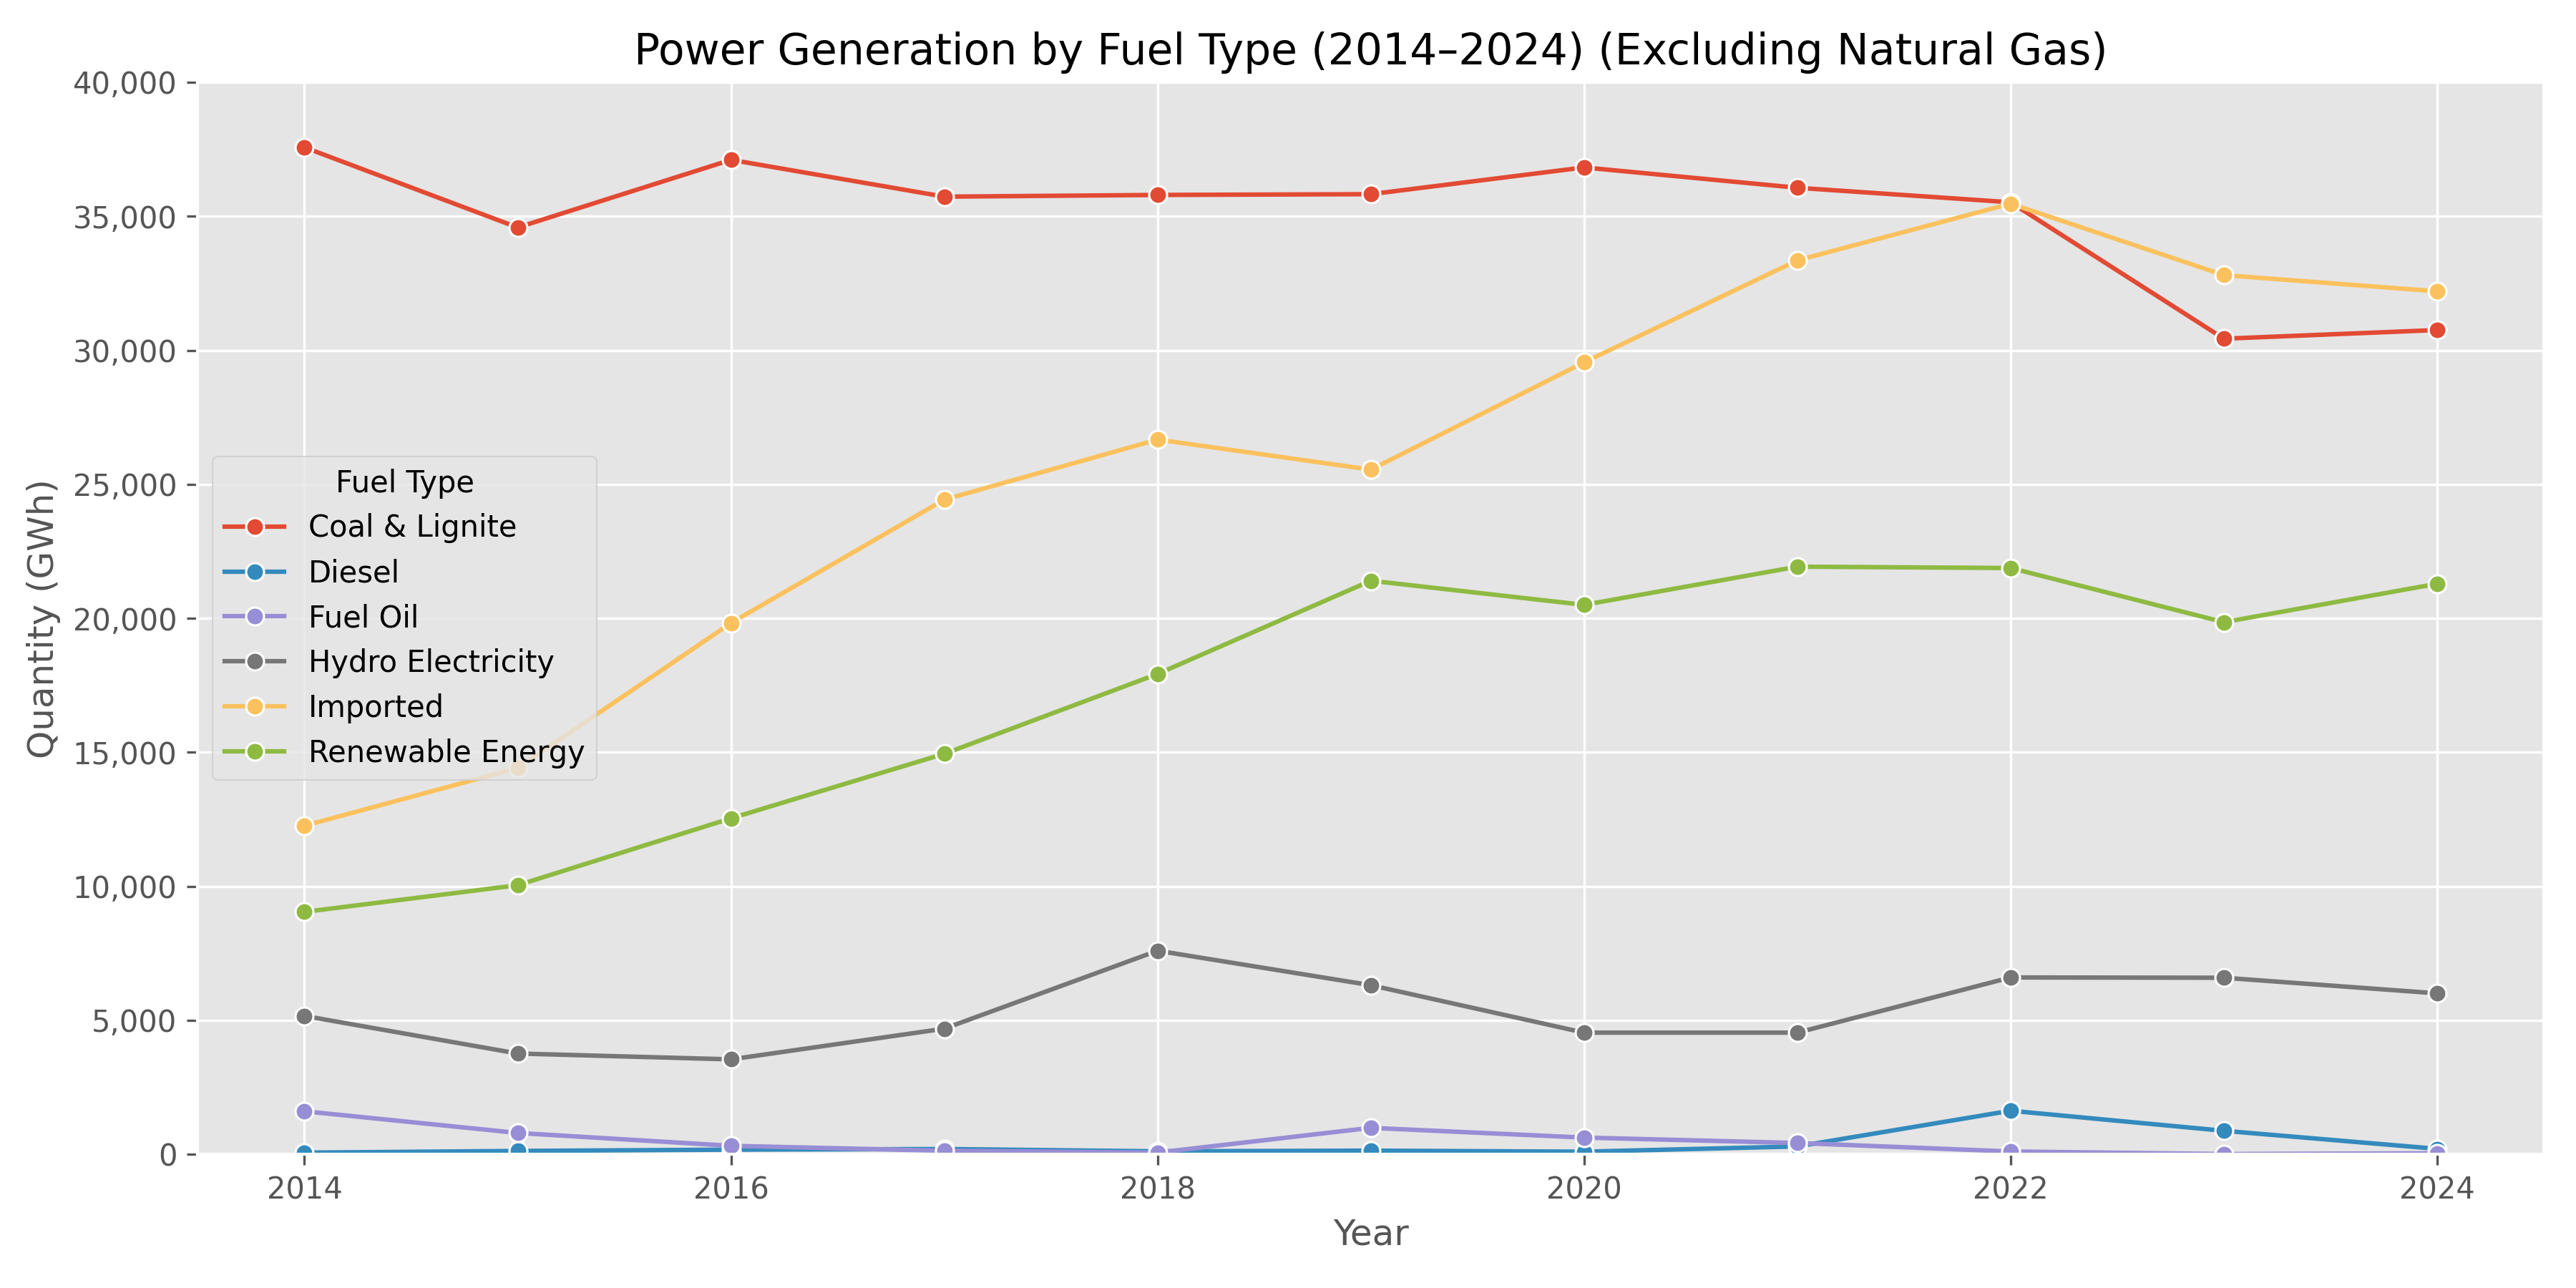 Power Generation by Fuel Type (2014–2024) (Excluding Natural Gas)
Quantity (GWh)
40,000
35,000
30,000
25,000
20,000
15,000
10,000
5,000
0
Fuel Type
Coal & Lignite
Diesel
Fuel Oil
Hydro Electricity
Imported
Renewable Energy
2014
2016
2018
2020
2022
2024
Year